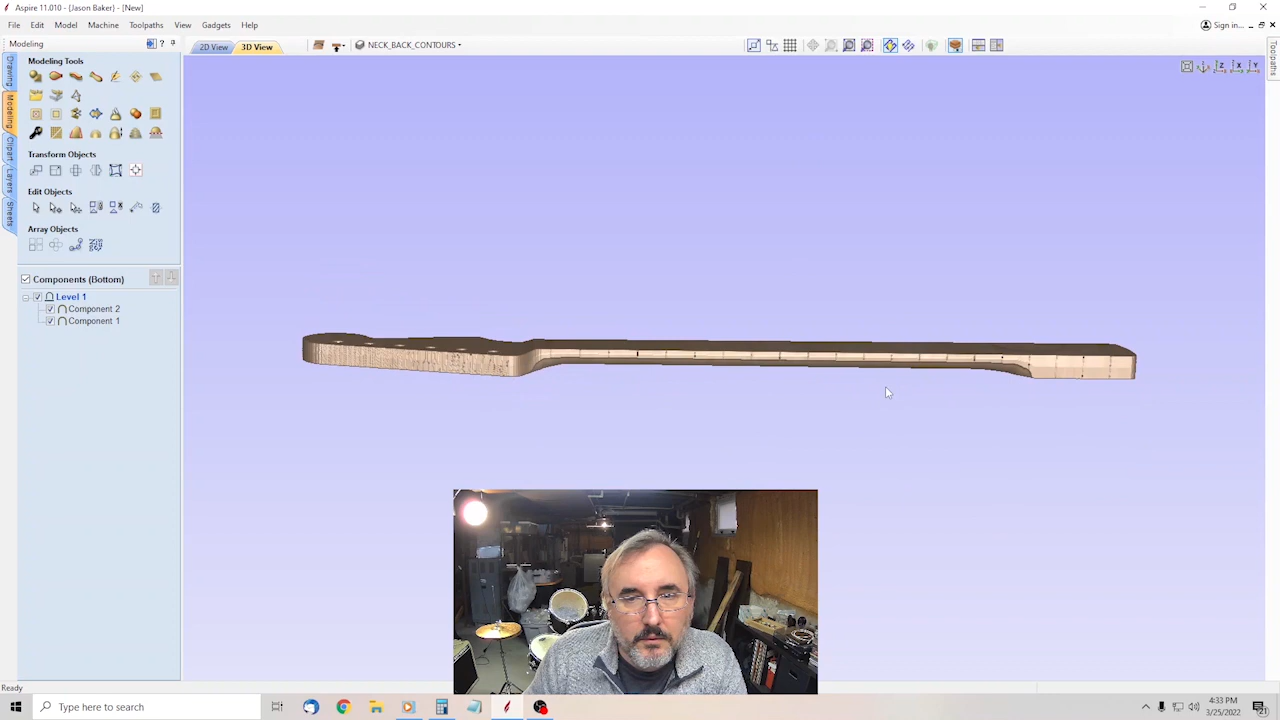 Aspire 11.010 - {Jason Baker} - [New]
File Edit Model Machine Toolpaths View Gadgets Help
Sign in...
Modeling
2D View 3D View
NECK_BACK_CONTOURS
Drawing
Modeling
Clipart
Layers
Sheets
Toolpaths
Modeling Tools
Transform Objects
Edit Objects
Array Objects
Components (Bottom)
Level 1
Component 2
Component 1
Z X Y
Ready
Type here to search
4:33 PM
3/25/2022
21